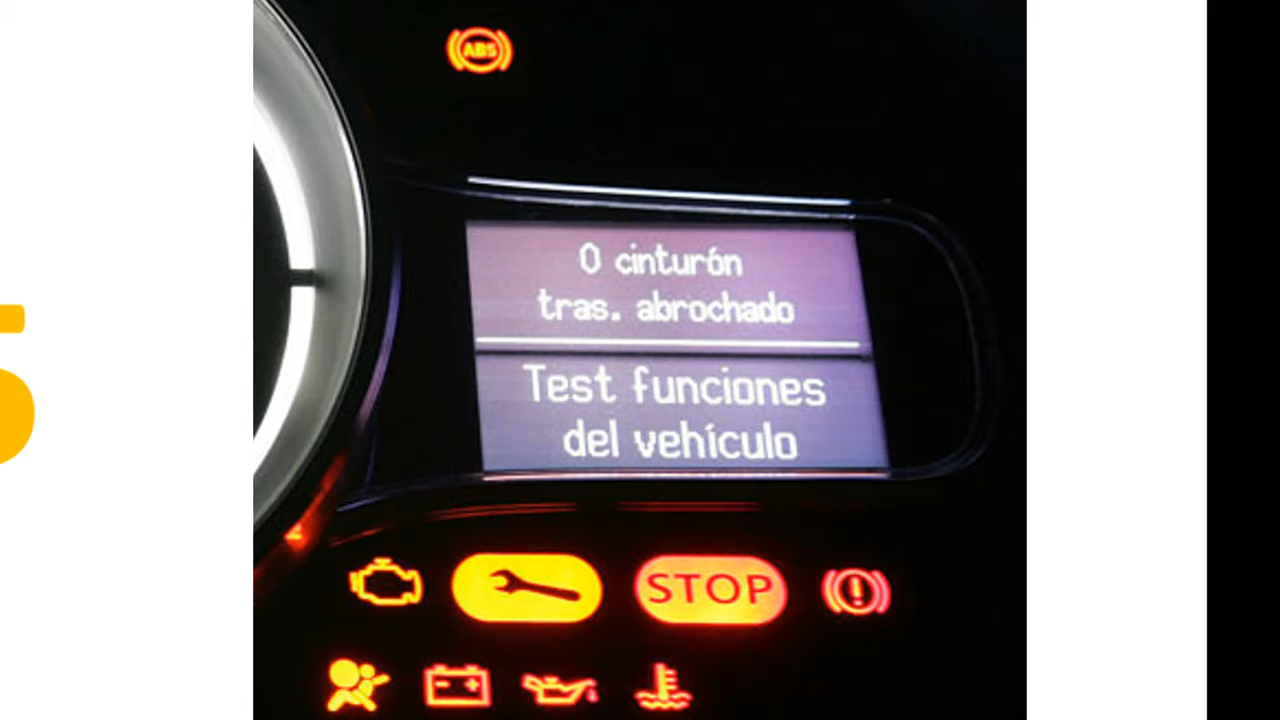 ABS
0 cinturón
tras. abrochado
Test funciones
del vehículo
STOP